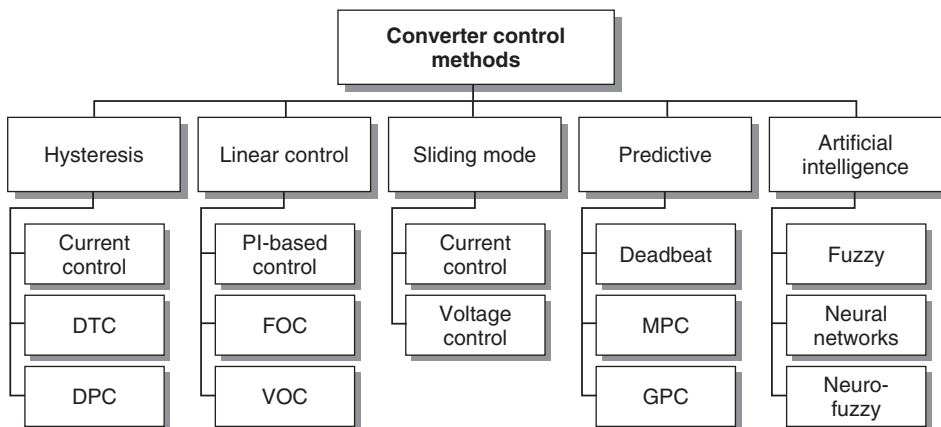 Converter control
methods
Hysteresis
Linear control
Sliding mode
Predictive
Artificial
intelligence
Current
control
PI-based
control
Current
control
Deadbeat
Fuzzy
DTC
FOC
Voltage
control
MPC
Neural
networks
DPC
VOC
GPC
Neuro-
fuzzy